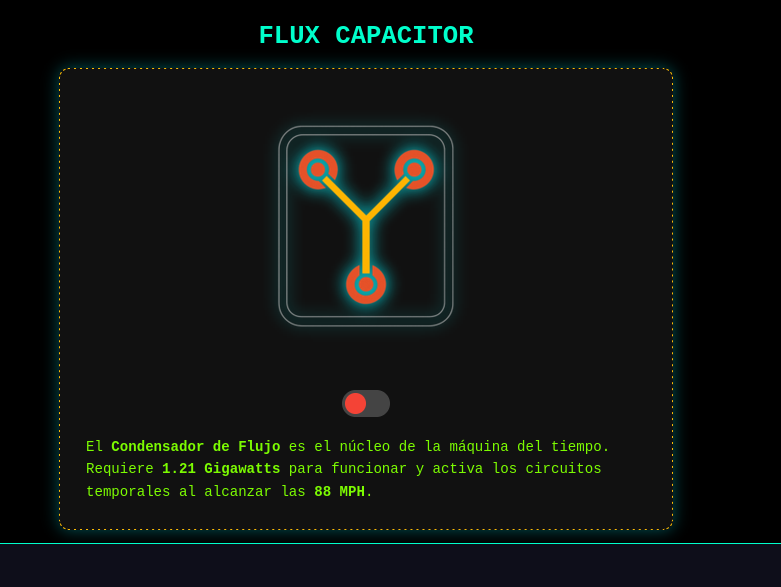 FLUX CAPACITOR
El Condensador de Flujo es el núcleo de la máquina del tiempo.
Requiere 1.21 Gigawatts para funcionar y activa los circuitos
temporales al alcanzar las 88 MPH.